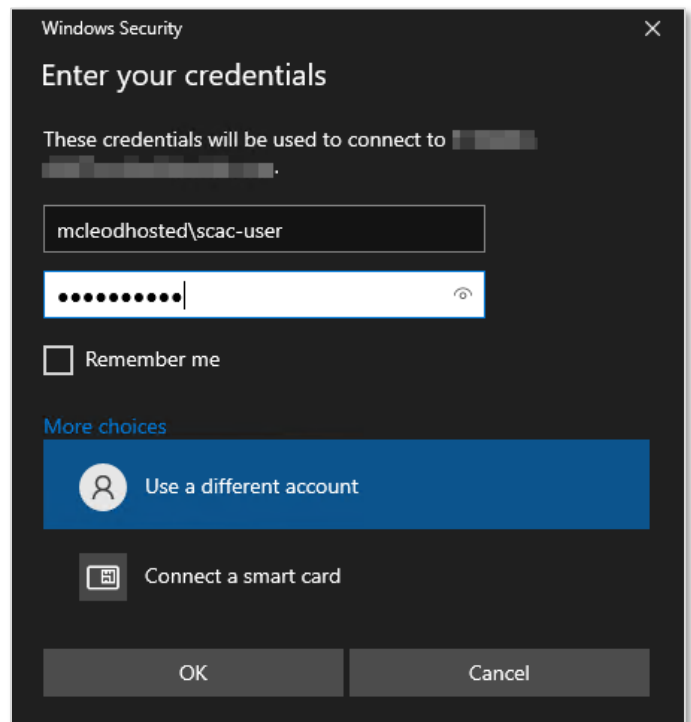 Windows Security
Enter your credentials
These credentials will be used to connect to
.
mcleodhosted\scac-user
●●●●●●●●●●
Remember me
More choices
Use a different account
Connect a smart card
OK
Cancel